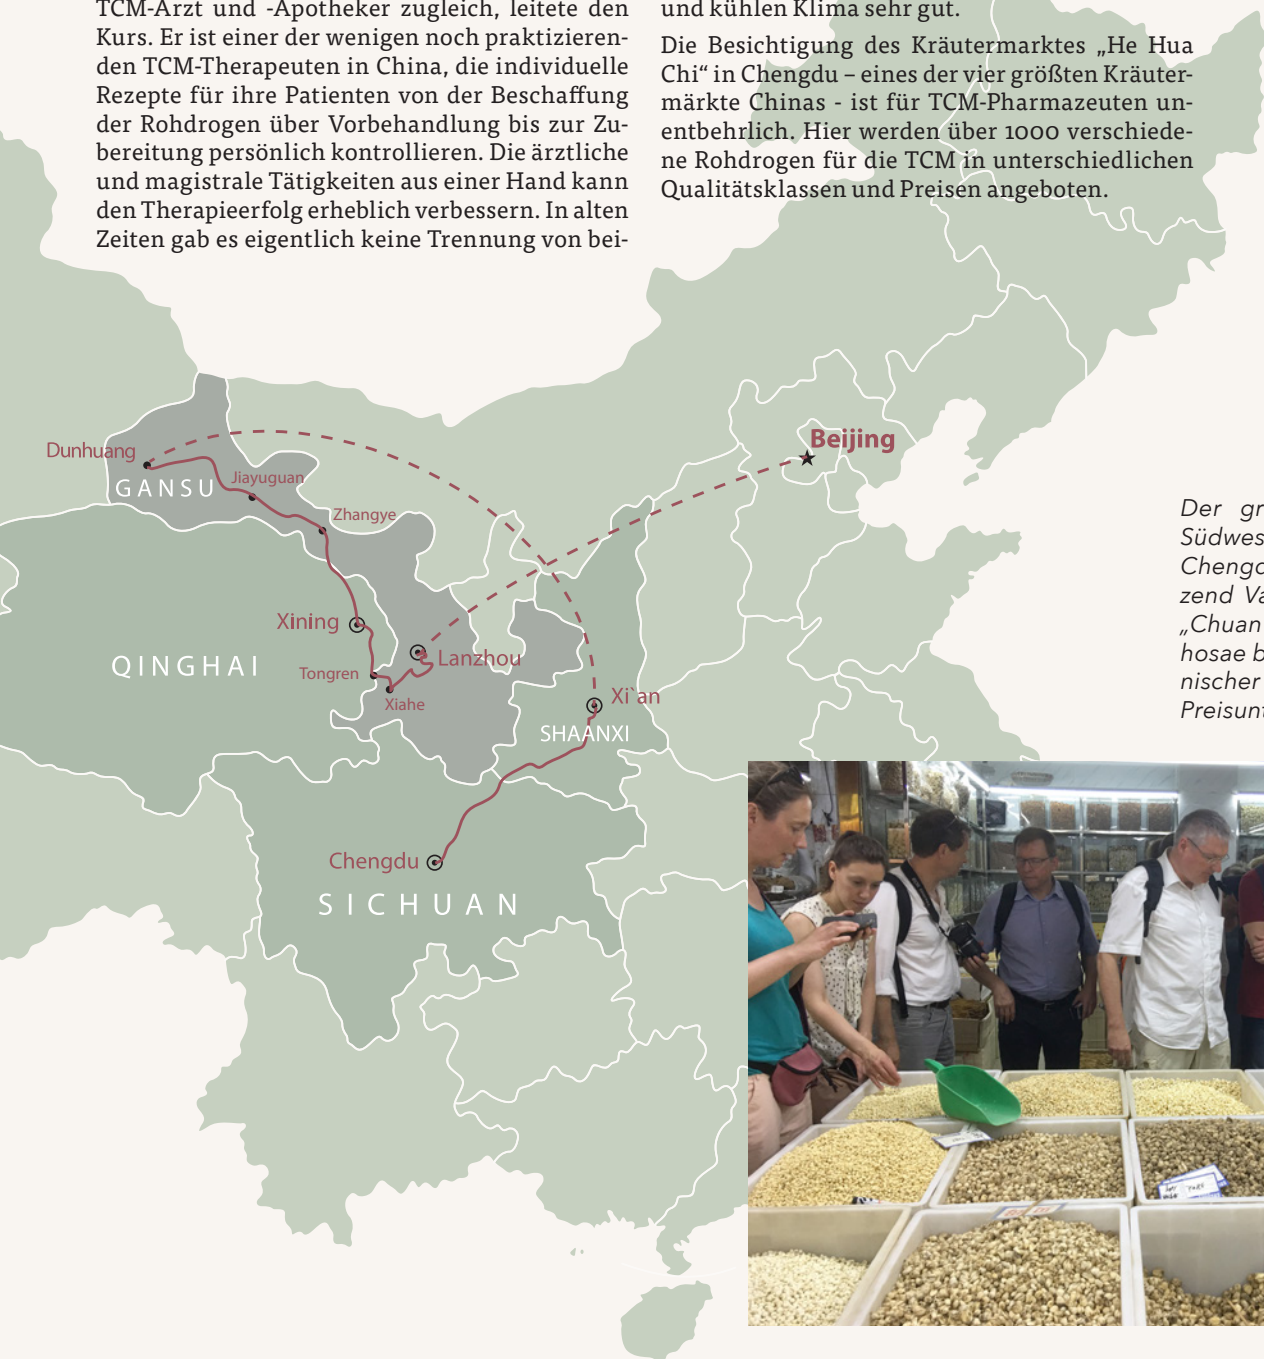 TCM-Arzt und -Apotheker zugleich, leitete den
Kurs. Er ist einer der wenigen noch praktizieren-
den TCM-Therapeuten in China, die individuelle
Rezepte für ihre Patienten von der Beschaffung
der Rohdrogen über Vorbehandlung bis zur Zu-
bereitung persönlich kontrollieren. Die ärztliche
und magistrale Tätigkeiten aus einer Hand kann
den Therapieerfolg erheblich verbessern. In alten
Zeiten gab es eigentlich keine Trennung von bei-
und kühlen Klima sehr gut.
Die Besichtigung des Kräutermarktes „He Hua
Chi“ in Chengdu – eines der vier größten Kräuter-
märkte Chinas - ist für TCM-Pharmazeuten un-
entbehrlich. Hier werden über 1000 verschiede-
ne Rohdrogen für die TCM in unterschiedlichen
Qualitätsklassen und Preisen angeboten.
Beijing
Dunhuang
GANSU
Jiayuguan
Zhangye
Xining
QINGHAI
Tongren
Lanzhou
Xiahe
Xi`an
SHAANXI
Chengdu
SICHUAN
Der gr
Südwes
Chengd
zend Va
„Chuan
hosae b
nischer
Preisunt